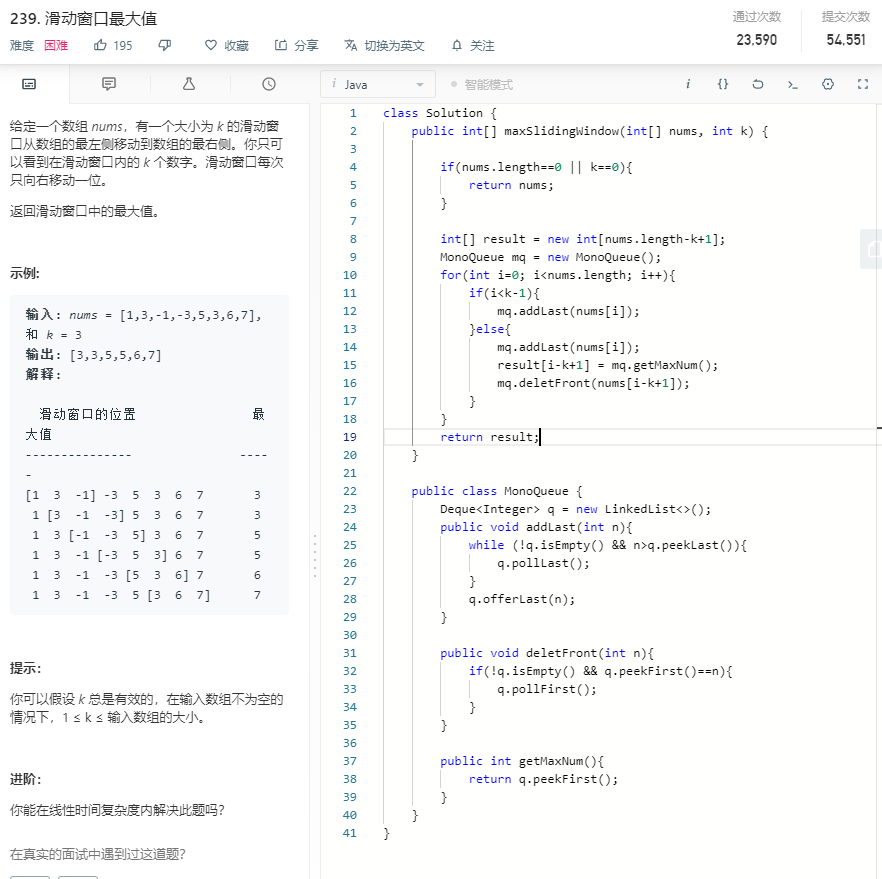 239. 滑动窗口最大值
难度 困难 195 收藏 分享 切换为英文 关注
通过次数 提交次数
23,590 54,551
给定一个数组 nums，有一个大小为 k 的滑动窗
口从数组的最左侧移动到数组的最右侧。你只可
以看到在滑动窗口内的 k 个数字。滑动窗口每次
只向右移动一位。
返回滑动窗口中的最大值。
示例:
输入: nums = [1,3,-1,-3,5,3,6,7],
和 k = 3
输出: [3,3,5,5,6,7]
解释:
滑动窗口的位置 最
大值
--------------- ----
-
[1 3 -1] -3 5 3 6 7 3
1 [3 -1 -3] 5 3 6 7 3
1 3 [-1 -3 5] 3 6 7 5
1 3 -1 [-3 5 3] 6 7 5
1 3 -1 -3 [5 3 6] 7 6
1 3 -1 -3 5 [3 6 7] 7
提示:
你可以假设 k 总是有效的，在输入数组不为空的
情况下，1 ≤ k ≤ 输入数组的大小。
进阶:
你能在线性时间复杂度内解决此题吗?
在真实的面试中遇到过这道题?
i Java 智能模式 i {} >_
1 class Solution {
2 public int[] maxSlidingWindow(int[] nums, int k) {
3
4 if(nums.length==0 || k==0){
5 return nums;
6 }
7
8 int[] result = new int[nums.length-k+1];
9 MonoQueue mq = new MonoQueue();
10 for(int i=0; i<nums.length; i++){
11 if(i<k-1){
12 mq.addLast(nums[i]);
13 }else{
14 mq.addLast(nums[i]);
15 result[i-k+1] = mq.getMaxNum();
16 mq.deletFront(nums[i-k+1]);
17 }
18 }
19 return result;
20 }
21
22 public class MonoQueue {
23 Deque<Integer> q = new LinkedList<>();
24 public void addLast(int n){
25 while (!q.isEmpty() && n>q.peekLast()){
26 q.pollLast();
27 }
28 q.offerLast(n);
29 }
30
31 public void deletFront(int n){
32 if(!q.isEmpty() && q.peekFirst()==n){
33 q.pollFirst();
34 }
35 }
36
37 public int getMaxNum(){
38 return q.peekFirst();
39 }
40 }
41 }